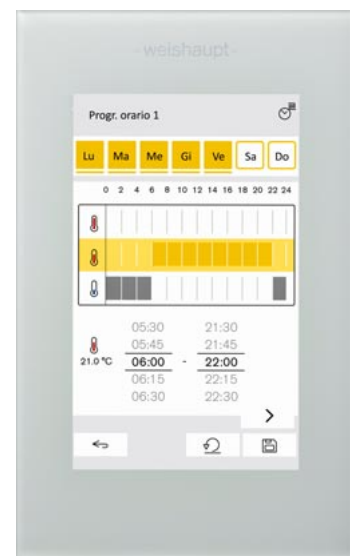 -weishaupt-
Progr. orario 1
Lu Ma Me Gi Ve Sa Do
0 2 4 6 8 10 12 14 16 18 20 22 24
05:30 21:30
05:45 21:45
21.0 °C 06:00 - 22:00
06:15 22:15
06:30 22:30